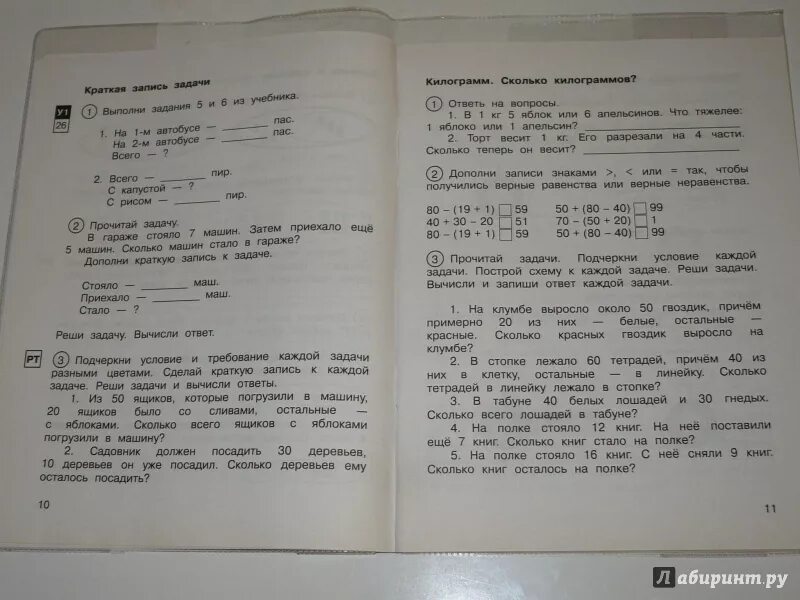 Краткая запись задачи
У1
26
1 Выполни задания 5 и 6 из учебника.
1. На 1-м автобусе — ________ пас.
На 2-м автобусе — ________ пас.
Всего — ?
2. Всего — ________ пир.
С капустой — ?
С рисом — ________ пир.
2 Прочитай задачу.
В гараже стояло 7 машин. Затем приехало ещё
5 машин. Сколько машин стало в гараже?
Дополни краткую запись к задаче.
Стояло — ________ маш.
Приехало — ________ маш.
Стало — ?
Реши задачу. Вычисли ответ.
РТ
3 Подчеркни условие и требование каждой задачи
разными цветами. Сделай краткую запись к каждой
задаче. Реши задачи и вычисли ответы.
1. Из 50 ящиков, которые погрузили в машину,
20 ящиков было со сливами, остальные —
с яблоками. Сколько всего ящиков с яблоками
погрузили в машину?
2. Садовник должен посадить 30 деревьев,
10 деревьев он уже посадил. Сколько деревьев ему
осталось посадить?
10
Килограмм. Сколько килограммов?
1 Ответь на вопросы.
1. В 1 кг 5 яблок или 6 апельсинов. Что тяжелее:
1 яблоко или 1 апельсин? ________
2. Торт весит 1 кг. Его разрезали на 4 части.
Сколько теперь он весит? ________
2 Дополни записи знаками >, < или = так, чтобы
получились верные равенства или верные неравенства.
80 – (19 + 1) □ 59 50 + (80 – 40) □ 99
40 + 30 – 20 □ 51 70 – (50 + 20) □ 1
80 – (19 + 1) □ 59 50 + (80 – 40) □ 99
3 Прочитай задачи. Подчеркни условие каждой
задачи. Построй схему к каждой задаче. Реши задачи.
Вычисли и запиши ответ каждой задачи.
1. На клумбе выросло около 50 гвоздик, причём
примерно 20 из них — белые, остальные —
красные. Сколько красных гвоздик выросло на
клумбе?
2. В стопке лежало 60 тетрадей, причём 40 из
них в клетку, остальные — в линейку. Сколько
тетрадей в линейку лежало в стопке?
3. В табуне 40 белых лошадей и 30 гнедых.
Сколько всего лошадей в табуне?
4. На полке стояло 12 книг. На неё поставили
ещё 7 книг. Сколько книг стало на полке?
5. На полке стояло 16 книг. С неё сняли 9 книг.
Сколько книг осталось на полке?
11
Лабиринт.ру